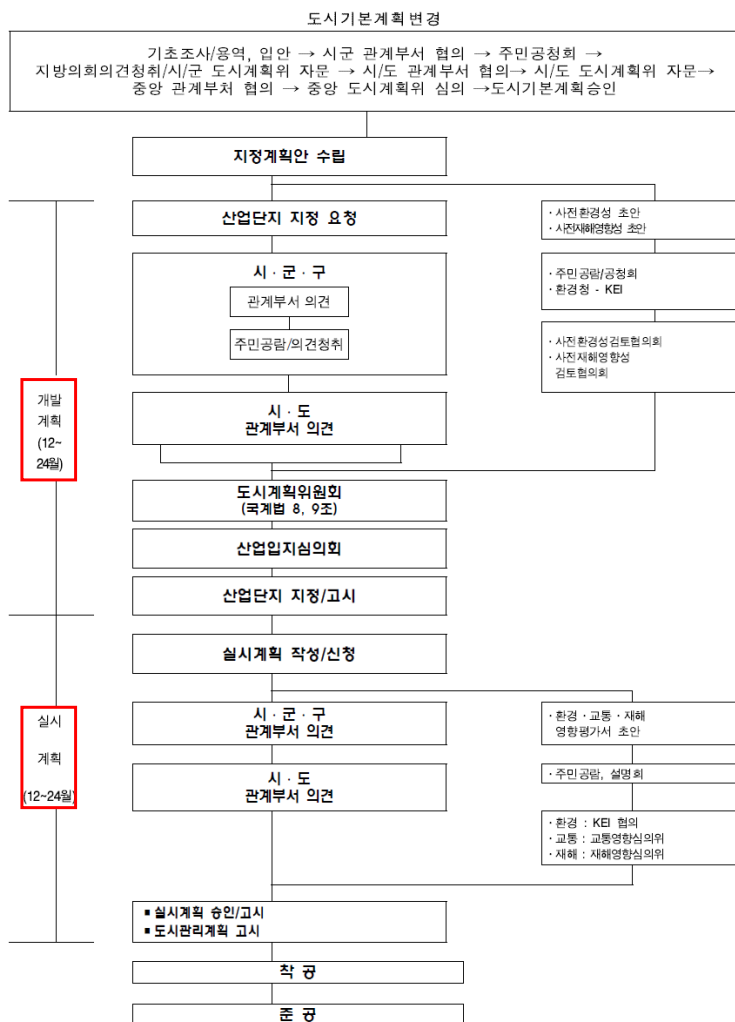 도시기본계획변경
기초조사/용역, 입안 → 시군 관계부서 협의 → 주민공청회 →
지방의회의견청취/시/군 도시계획위 자문 → 시/도 관계부서 협의→ 시/도 도시계획위 자문→
중앙 관계부처 협의 → 중앙 도시계획위 심의 →도시기본계획승인
지정계획안 수립
산업단지 지정 요청
· 사전환경성 초안
· 사전재해영향성 초안
시 · 군 · 구
관계부서 의견
주민공람/의견청취
· 주민공람/공청회
· 환경청 - KEI
· 사전환경성검토협의회
· 사전재해영향성
검토협의회
개발
계획
(12~
24월)
시 · 도
관계부서 의견
도시계획위원회
(국계법 8, 9조)
산업입지심의회
산업단지 지정/고시
실시계획 작성/신청
실시
계획
(12~24월)
시 · 군 · 구
관계부서 의견
· 환경 · 교통 · 재해
영향평가서 초안
시 · 도
관계부서 의견
· 주민공람, 설명회
· 환경 : KEI 협의
· 교통 : 교통영향심의위
· 재해 : 재해영향심의위
▪ 실시계획 승인/고시
▪ 도시관리계획 고시
착 공
준 공